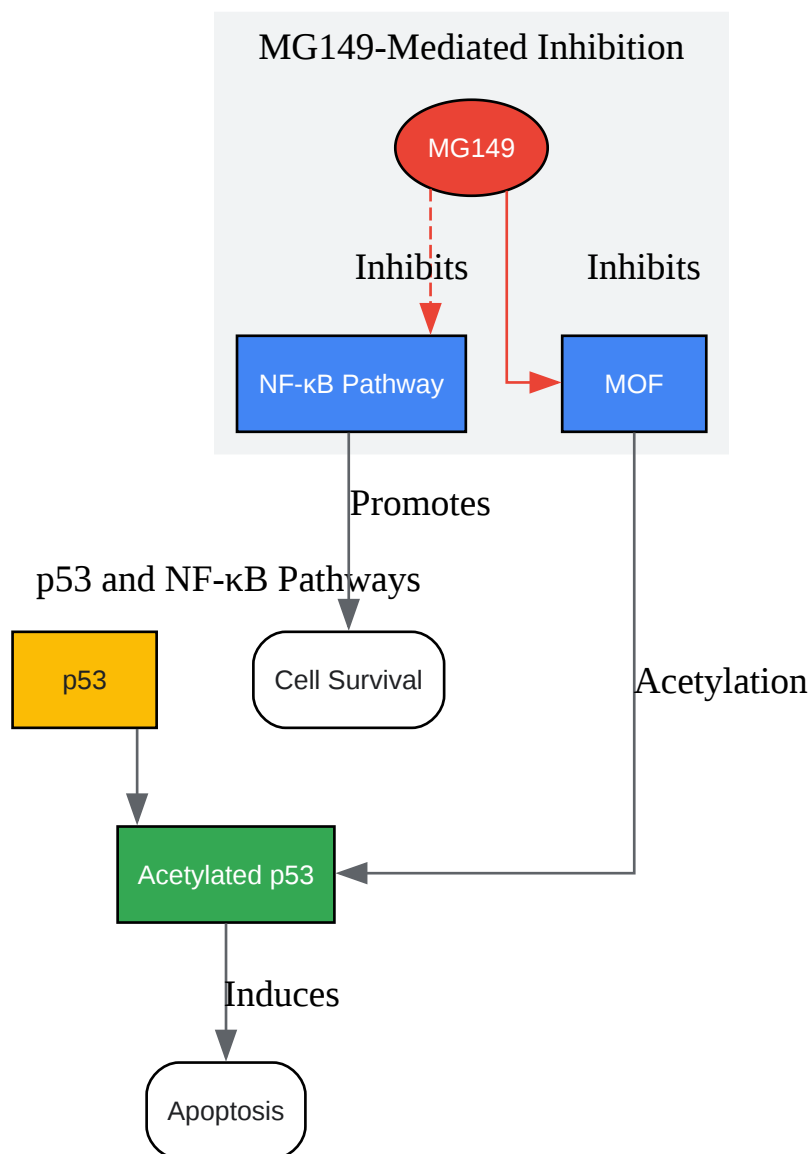 MG149-Mediated Inhibition
MG149
Inhibits
Inhibits
NF-κB Pathway
MOF
Promotes
p53 and NF-κB Pathways
p53
Cell Survival
Acetylation
Acetylated p53
Induces
Apoptosis